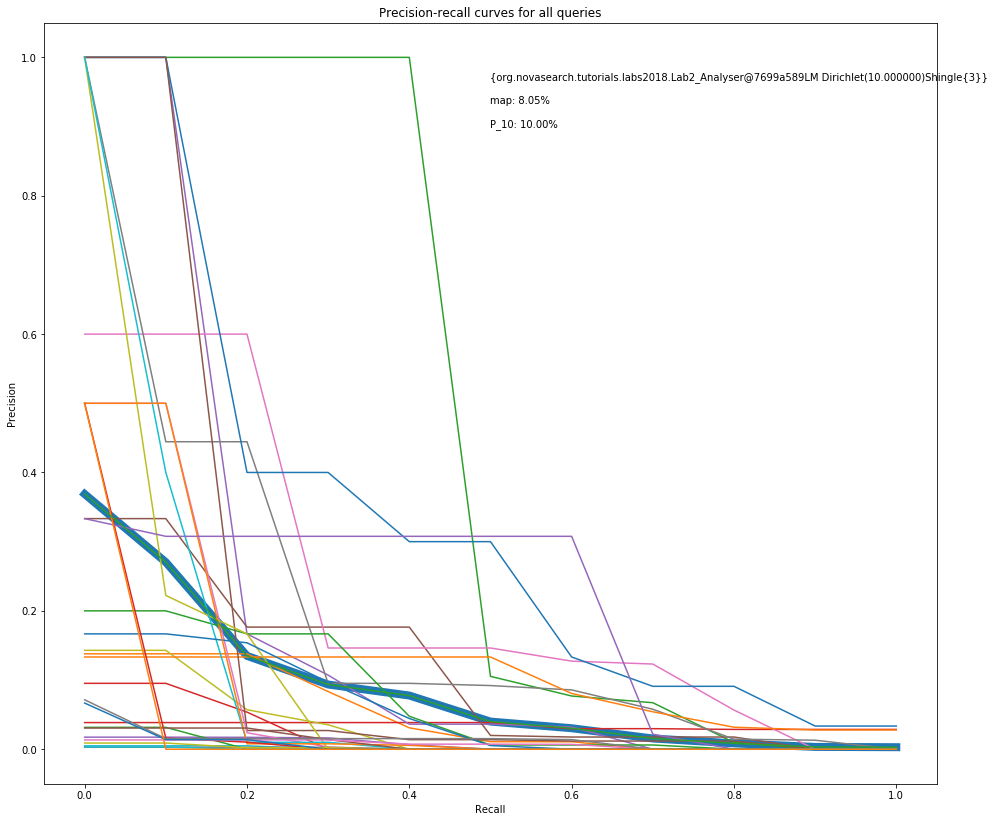 Precision-recall curves for all queries
{org.novasearch.tutorials.labs2018.Lab2_Analyser@7699a589LM Dirichlet(10.000000)Shingle{3}}
map: 8.05%
P_10: 10.00%
Precision
1.0
0.8
0.6
0.4
0.2
0.0
0.0 0.2 0.4 0.6 0.8 1.0
Recall